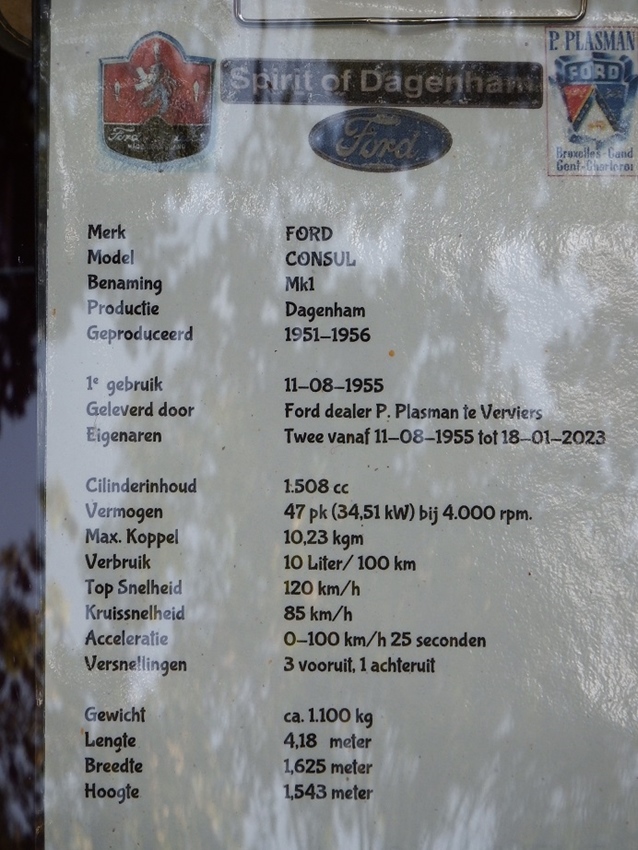 P. PLASMAN
Spirit of Dagenham
FORD
Ford
Bruxelles-Gand
Gent-Charleroi
Merk FORD
Model CONSUL
Benaming Mk1
Productie Dagenham
Geproduceerd 1951-1956
1e gebruik 11-08-1955
Geleverd door Ford dealer P. Plasman te Verviers
Eigenaren Twee vanaf 11-08-1955 tot 18-01-2023
Cilinderinhoud 1.508 cc
Vermogen 47 pk (34,51 kW) bij 4.000 rpm.
Max. Koppel 10,23 kgm
Verbruik 10 Liter/ 100 km
Top Snelheid 120 km/h
Kruissnelheid 85 km/h
Acceleratie 0-100 km/h 25 seconden
Versnellingen 3 vooruit, 1 achteruit
Gewicht ca. 1.100 kg
Lengte 4,18 meter
Breedte 1,625 meter
Hoogte 1,543 meter